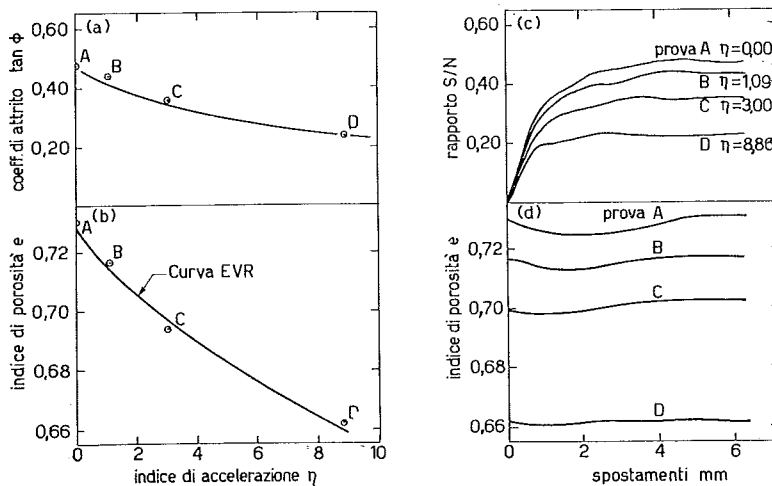 (a)
coeff. di attrito tan ϕ
0,60
0,40
0,20
A
B
C
D
(b)
indice di porosità e
0,72
0,70
0,68
0,66
A
B
Curva EVR
C
D
0 2 4 6 8 10
indice di accelerazione η
(c)
rapporto S/N
0,40
0,20
prova A η=0,00
B η=1,09
C η=3,00
D η=8,86
(d)
indice di porosità e
0,72
0,70
0,68
0,66
prova A
B
C
D
0 2 4 6
spostamenti mm